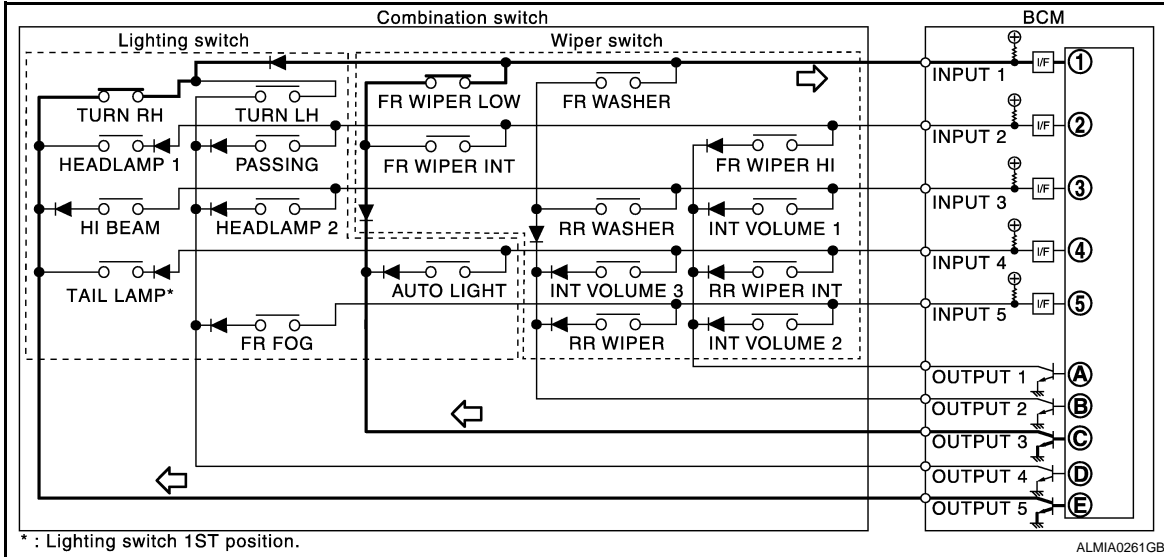 Combination switch BCM
Lighting switch Wiper switch
INPUT 1 I/F 1
TURN RH TURN LH FR WIPER LOW FR WASHER
INPUT 2 I/F 2
HEADLAMP 1 PASSING FR WIPER INT FR WIPER HI
INPUT 3 I/F 3
HI BEAM HEADLAMP 2 RR WASHER INT VOLUME 1
INPUT 4 I/F 4
TAIL LAMP* AUTO LIGHT INT VOLUME 3 RR WIPER INT
INPUT 5 I/F 5
FR FOG RR WIPER INT VOLUME 2
OUTPUT 1 A
OUTPUT 2 B
OUTPUT 3 C
OUTPUT 4 D
OUTPUT 5 E
* : Lighting switch 1ST position.
ALMIA0261GB